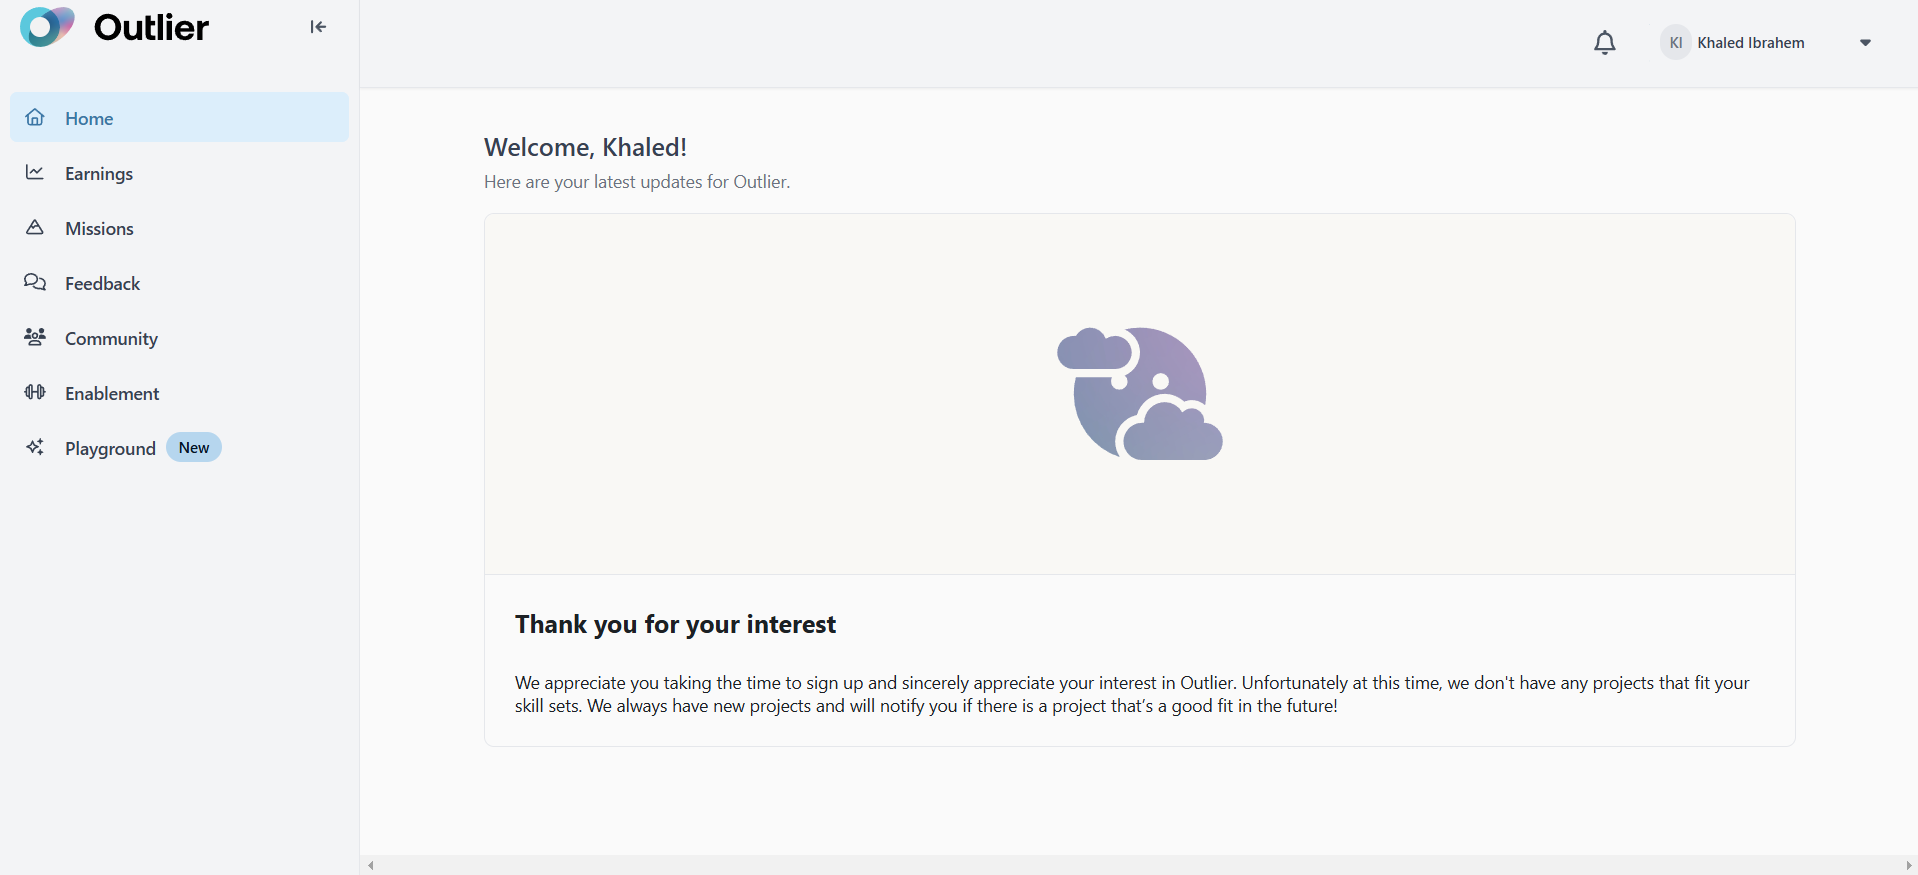 Outlier
KI Khaled Ibrahem
Home
Earnings
Missions
Feedback
Community
Enablement
Playground New
Welcome, Khaled!
Here are your latest updates for Outlier.
Thank you for your interest
We appreciate you taking the time to sign up and sincerely appreciate your interest in Outlier. Unfortunately at this time, we don't have any projects that fit your
skill sets. We always have new projects and will notify you if there is a project that’s a good fit in the future!